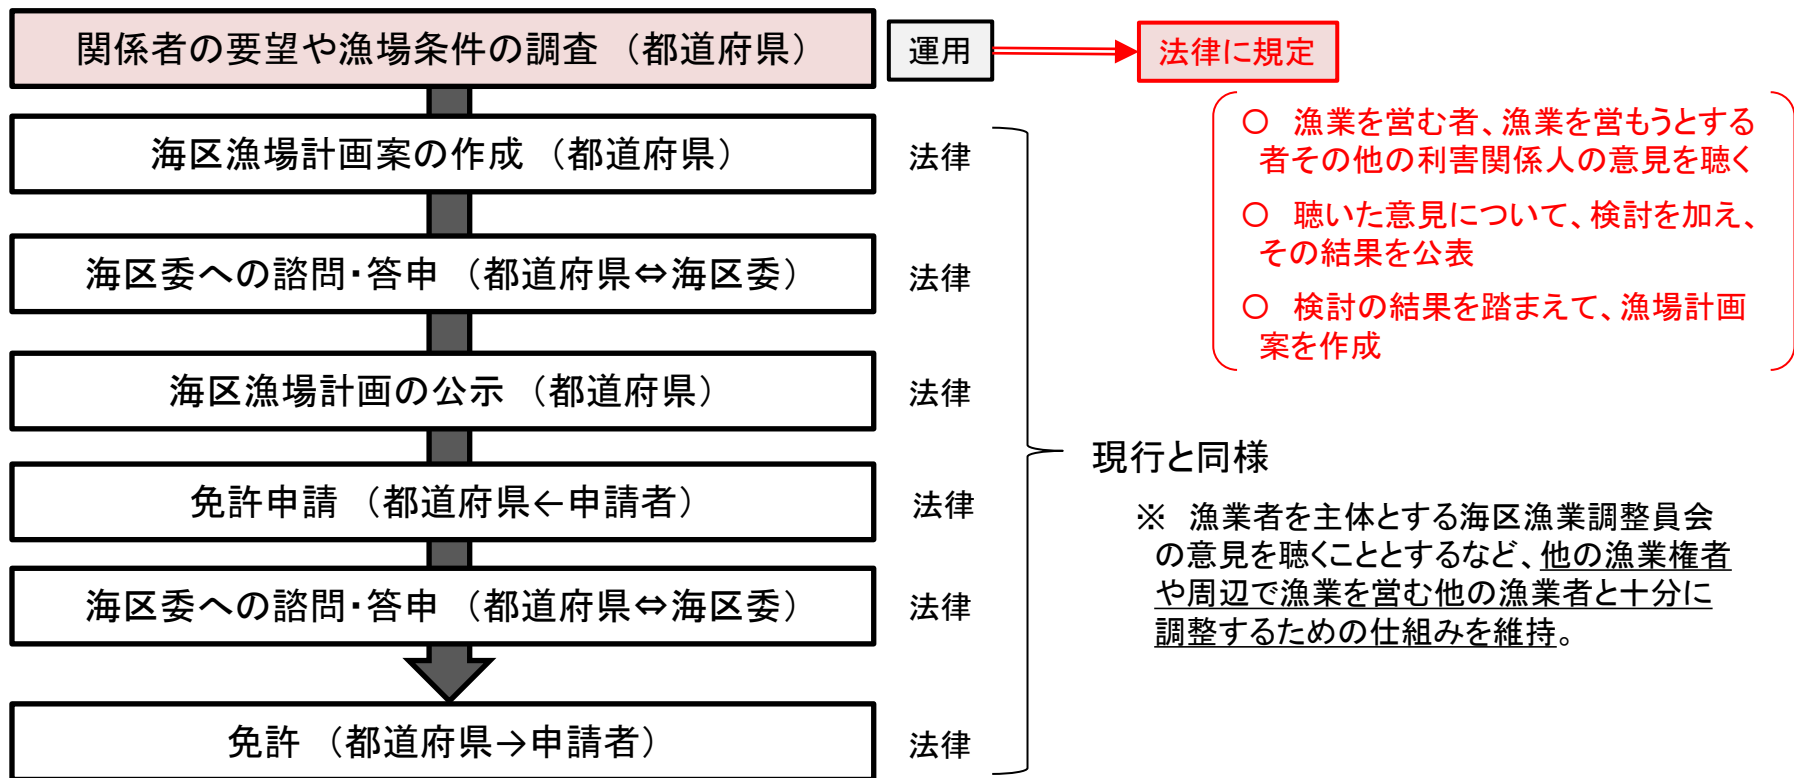 関係者の要望や漁場条件の調査 （都道府県）
運用
法律に規定
○ 漁業を営む者、漁業を営もうとする
者その他の利害関係人の意見を聴く
○ 聴いた意見について、検討を加え、
その結果を公表
○ 検討の結果を踏まえて、漁場計画
案を作成
海区漁場計画案の作成 （都道府県）
法律
海区委への諮問・答申 （都道府県⇔海区委）
法律
海区漁場計画の公示 （都道府県）
法律
免許申請 （都道府県←申請者）
法律
海区委への諮問・答申 （都道府県⇔海区委）
法律
免許 （都道府県→申請者）
法律
現行と同様
※ 漁業者を主体とする海区漁業調整員会
の意見を聴くこととするなど、他の漁業権者
や周辺で漁業を営む他の漁業者と十分に
調整するための仕組みを維持。